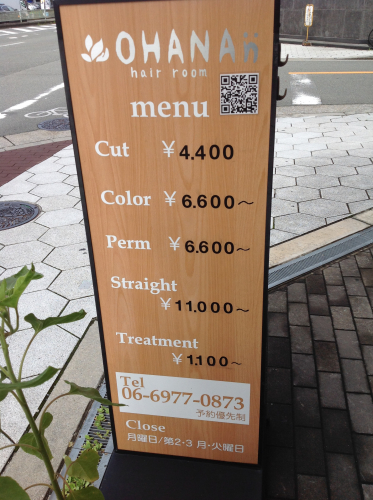 OHANAh
hair room
menu
Cut ￥4.400
Color ￥6.600～
Perm ￥6.600～
Straight
￥11,000～
Treatment
￥1,100～
Tel
06-6977-0873
予約優先制
Close
月曜日/第2·3 月·火曜日